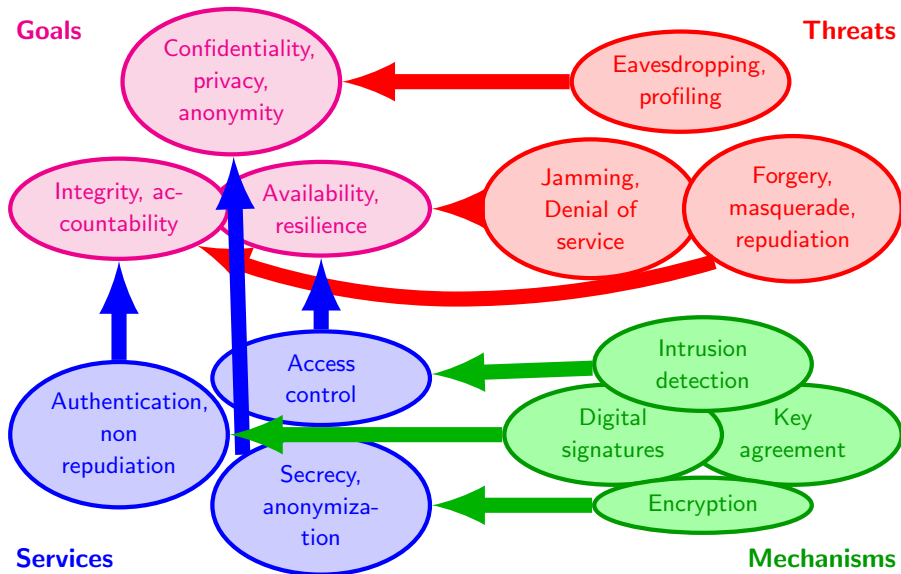 Goals
Threats
Confidentiality,
privacy,
anonymity
Eavesdropping,
profiling
Integrity, ac-
countability
Availability,
resilience
Jamming,
Denial of
service
Forgery,
masquerade,
repudiation
Authentication,
non
repudiation
Access
control
Intrusion
detection
Digital
signatures
Key
agreement
Secrecy,
anonymiza-
tion
Encryption
Services
Mechanisms